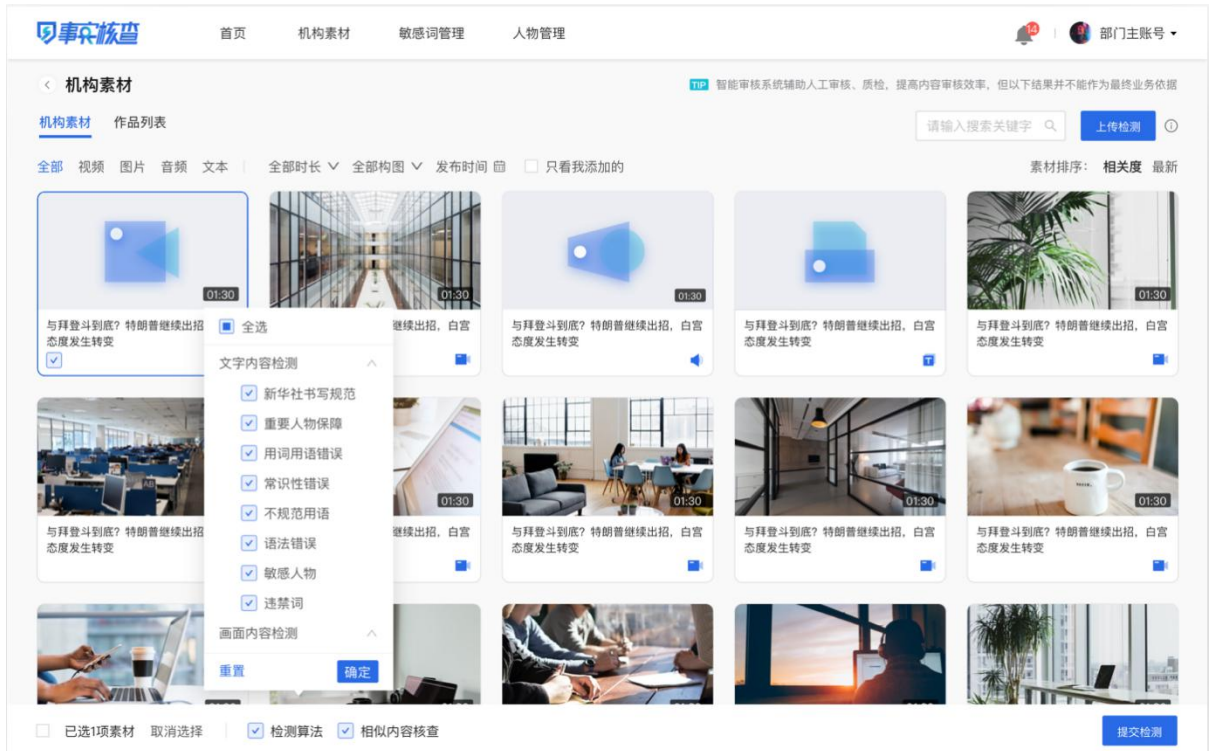 事实核查
首页 机构素材 敏感词管理 人物管理
14
部门主账号
机构素材
TIP 智能审核系统辅助人工审核、质检，提高内容审核效率，但以下结果并不能作为最终业务依据
机构素材 作品列表
请输入搜索关键字
上传检测
全部 视频 图片 音频 文本 全部时长 全部构图 发布时间 只看我添加的
素材排序： 相关度 最新
01:30
01:30
01:30
01:30
01:30
与拜登斗到底？特朗普继续出招
态度发生转变
继续出招，白宫
与拜登斗到底？特朗普继续出招，白宫
态度发生转变
与拜登斗到底？特朗普继续出招，白宫
态度发生转变
T
与拜登斗到底？特朗普继续出招，白宫
态度发生转变
全选
文字内容检测
新华社书写规范
重要人物保障
用词用语错误
常识性错误
不规范用语
语法错误
敏感人物
违禁词
画面内容检测
重置 确定
01:30
01:30
01:30
01:30
与拜登斗到底？特朗普继续出招
态度发生转变
继续出招，白宫
与拜登斗到底？特朗普继续出招，白宫
态度发生转变
与拜登斗到底？特朗普继续出招，白宫
态度发生转变
与拜登斗到底？特朗普继续出招，白宫
态度发生转变
已选1项素材 取消选择 检测算法 相似内容核查
提交检测